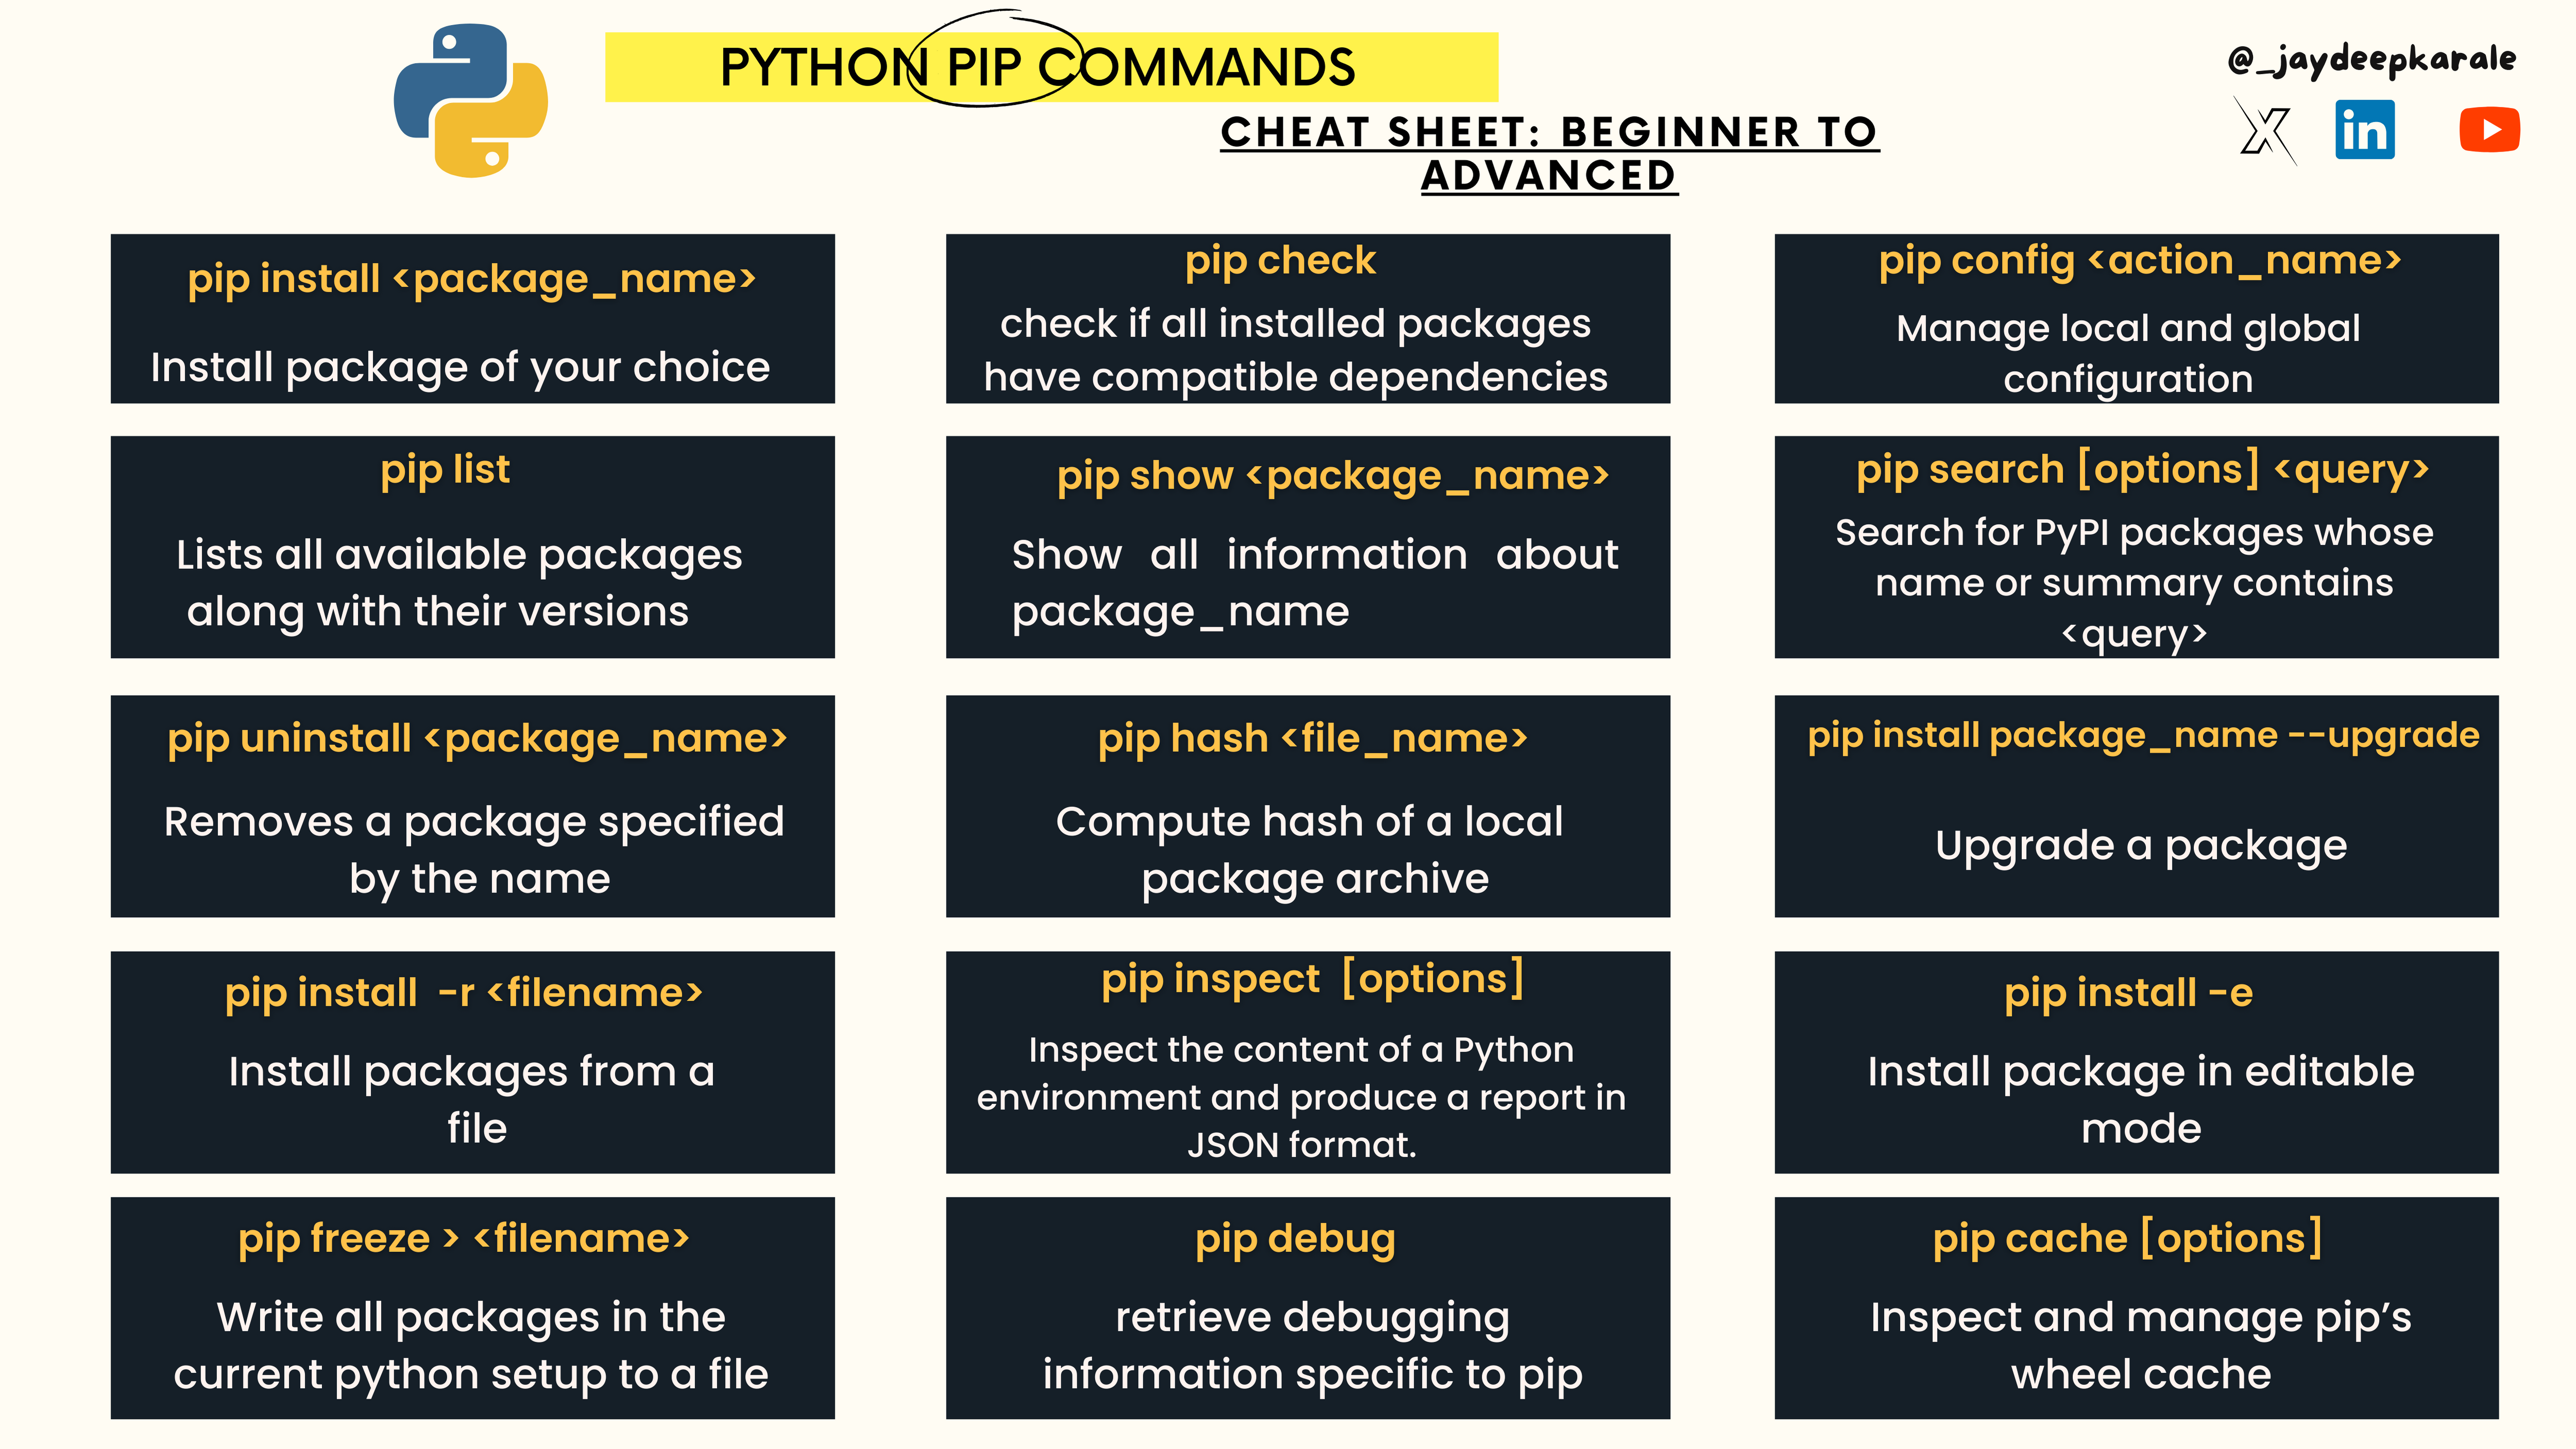 PYTHON PIP COMMANDS
CHEAT SHEET: BEGINNER TO
ADVANCED
@_jaydeepkarale
in
pip install <package_name>
Install package of your choice
pip check
check if all installed packages
have compatible dependencies
pip config <action_name>
Manage local and global
configuration
pip list
Lists all available packages
along with their versions
pip show <package_name>
Show all information about
package_name
pip search [options] <query>
Search for PyPI packages whose
name or summary contains
<query>
pip uninstall <package_name>
Removes a package specified
by the name
pip hash <file_name>
Compute hash of a local
package archive
pip install package_name --upgrade
Upgrade a package
pip install -r <filename>
Install packages from a
file
pip inspect [options]
Inspect the content of a Python
environment and produce a report in
JSON format.
pip install -e
Install package in editable
mode
pip freeze > <filename>
Write all packages in the
current python setup to a file
pip debug
retrieve debugging
information specific to pip
pip cache [options]
Inspect and manage pip’s
wheel cache